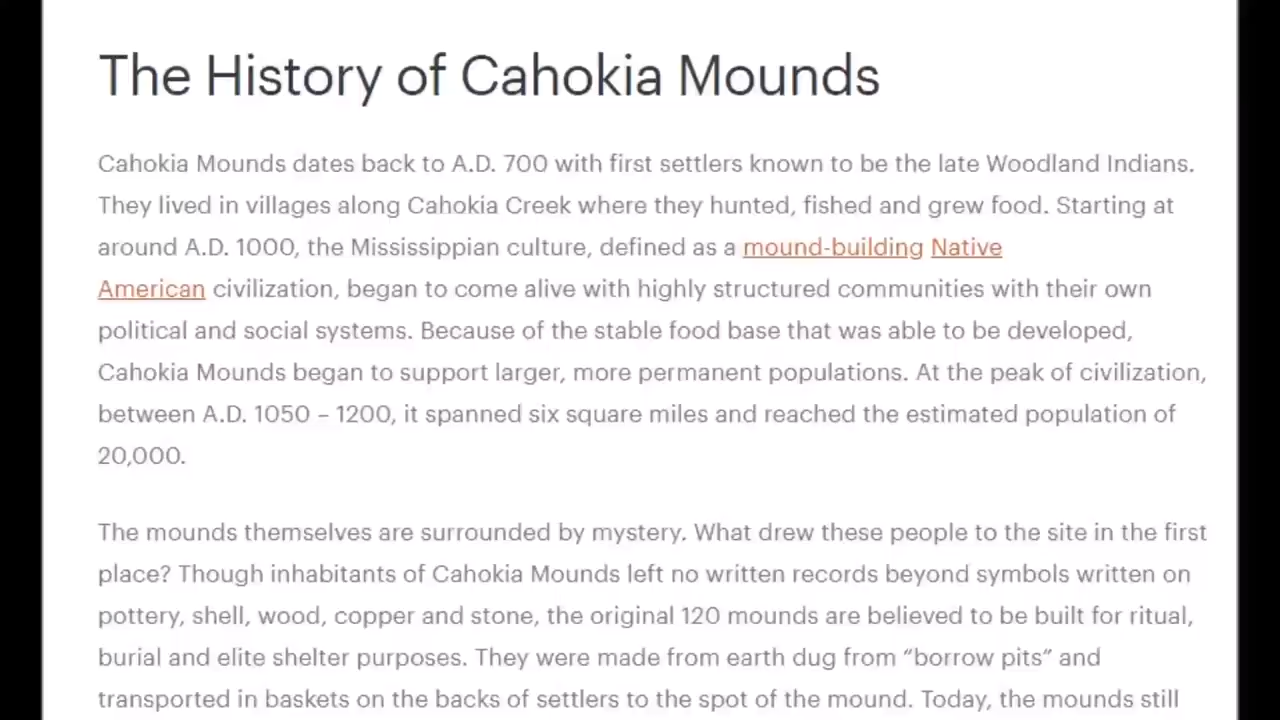 The History of Cahokia Mounds
Cahokia Mounds dates back to A.D. 700 with first settlers known to be the late Woodland Indians.
They lived in villages along Cahokia Creek where they hunted, fished and grew food. Starting at
around A.D. 1000, the Mississippian culture, defined as a mound-building Native
American civilization, began to come alive with highly structured communities with their own
political and social systems. Because of the stable food base that was able to be developed,
Cahokia Mounds began to support larger, more permanent populations. At the peak of civilization,
between A.D. 1050 – 1200, it spanned six square miles and reached the estimated population of
20,000.
The mounds themselves are surrounded by mystery. What drew these people to the site in the first
place? Though inhabitants of Cahokia Mounds left no written records beyond symbols written on
pottery, shell, wood, copper and stone, the original 120 mounds are believed to be built for ritual,
burial and elite shelter purposes. They were made from earth dug from “borrow pits” and
transported in baskets on the backs of settlers to the spot of the mound. Today, the mounds still